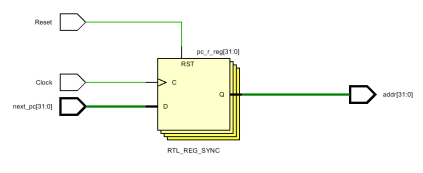 Reset
pc_r_reg[31:0]
RST
Clock
C
Q
addr[31:0]
next_pc[31:0]
D
RTL_REG_SYNC